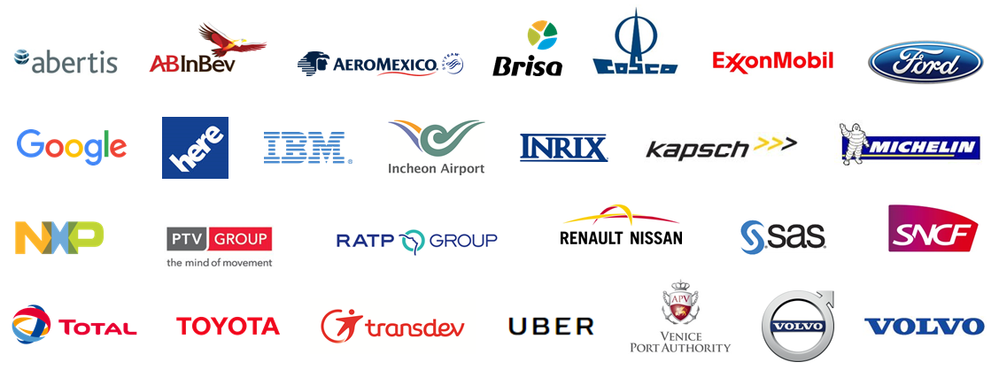 abertis
ABInBev
AEROMEXICO.
SKYTEAM
Brisa
COSCO
ExxonMobil
Ford
Google
here
IBM®
Incheon Airport
INRIX
kapsch >>>
MICHELIN
NXP
PTV GROUP
the mind of movement
RATP GROUP
RENAULT NISSAN
sas
SNCF
TOTAL
TOYOTA
transdev
UBER
APV
VENICE
PORT AUTHORITY
VOLVO
VOLVO